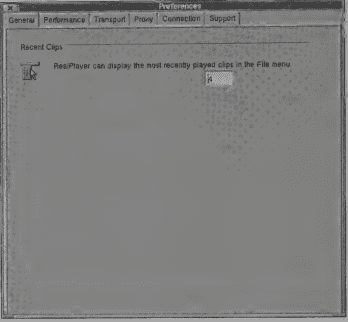 Preferences
General Performance Transport Proxy Connection Support
Recent Clips
RealPlayer can display the most recently played clips in the File menu
4